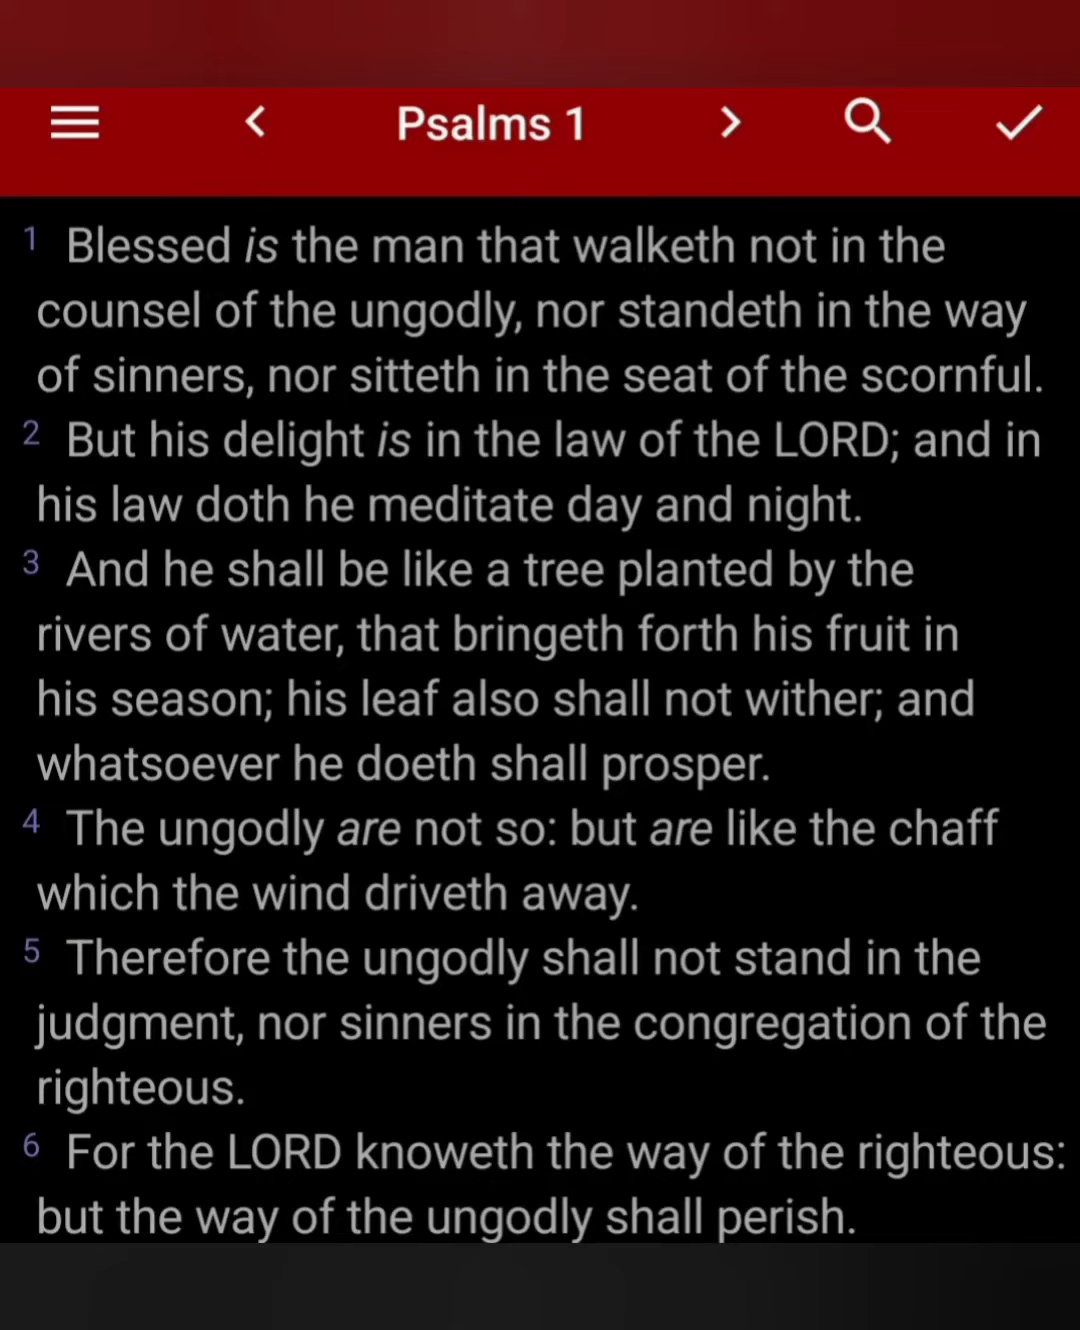 Psalms 1
1 Blessed is the man that walketh not in the
counsel of the ungodly, nor standeth in the way
of sinners, nor sitteth in the seat of the scornful.
2 But his delight is in the law of the LORD; and in
his law doth he meditate day and night.
3 And he shall be like a tree planted by the
rivers of water, that bringeth forth his fruit in
his season; his leaf also shall not wither; and
whatsoever he doeth shall prosper.
4 The ungodly are not so: but are like the chaff
which the wind driveth away.
5 Therefore the ungodly shall not stand in the
judgment, nor sinners in the congregation of the
righteous.
6 For the LORD knoweth the way of the righteous:
but the way of the ungodly shall perish.